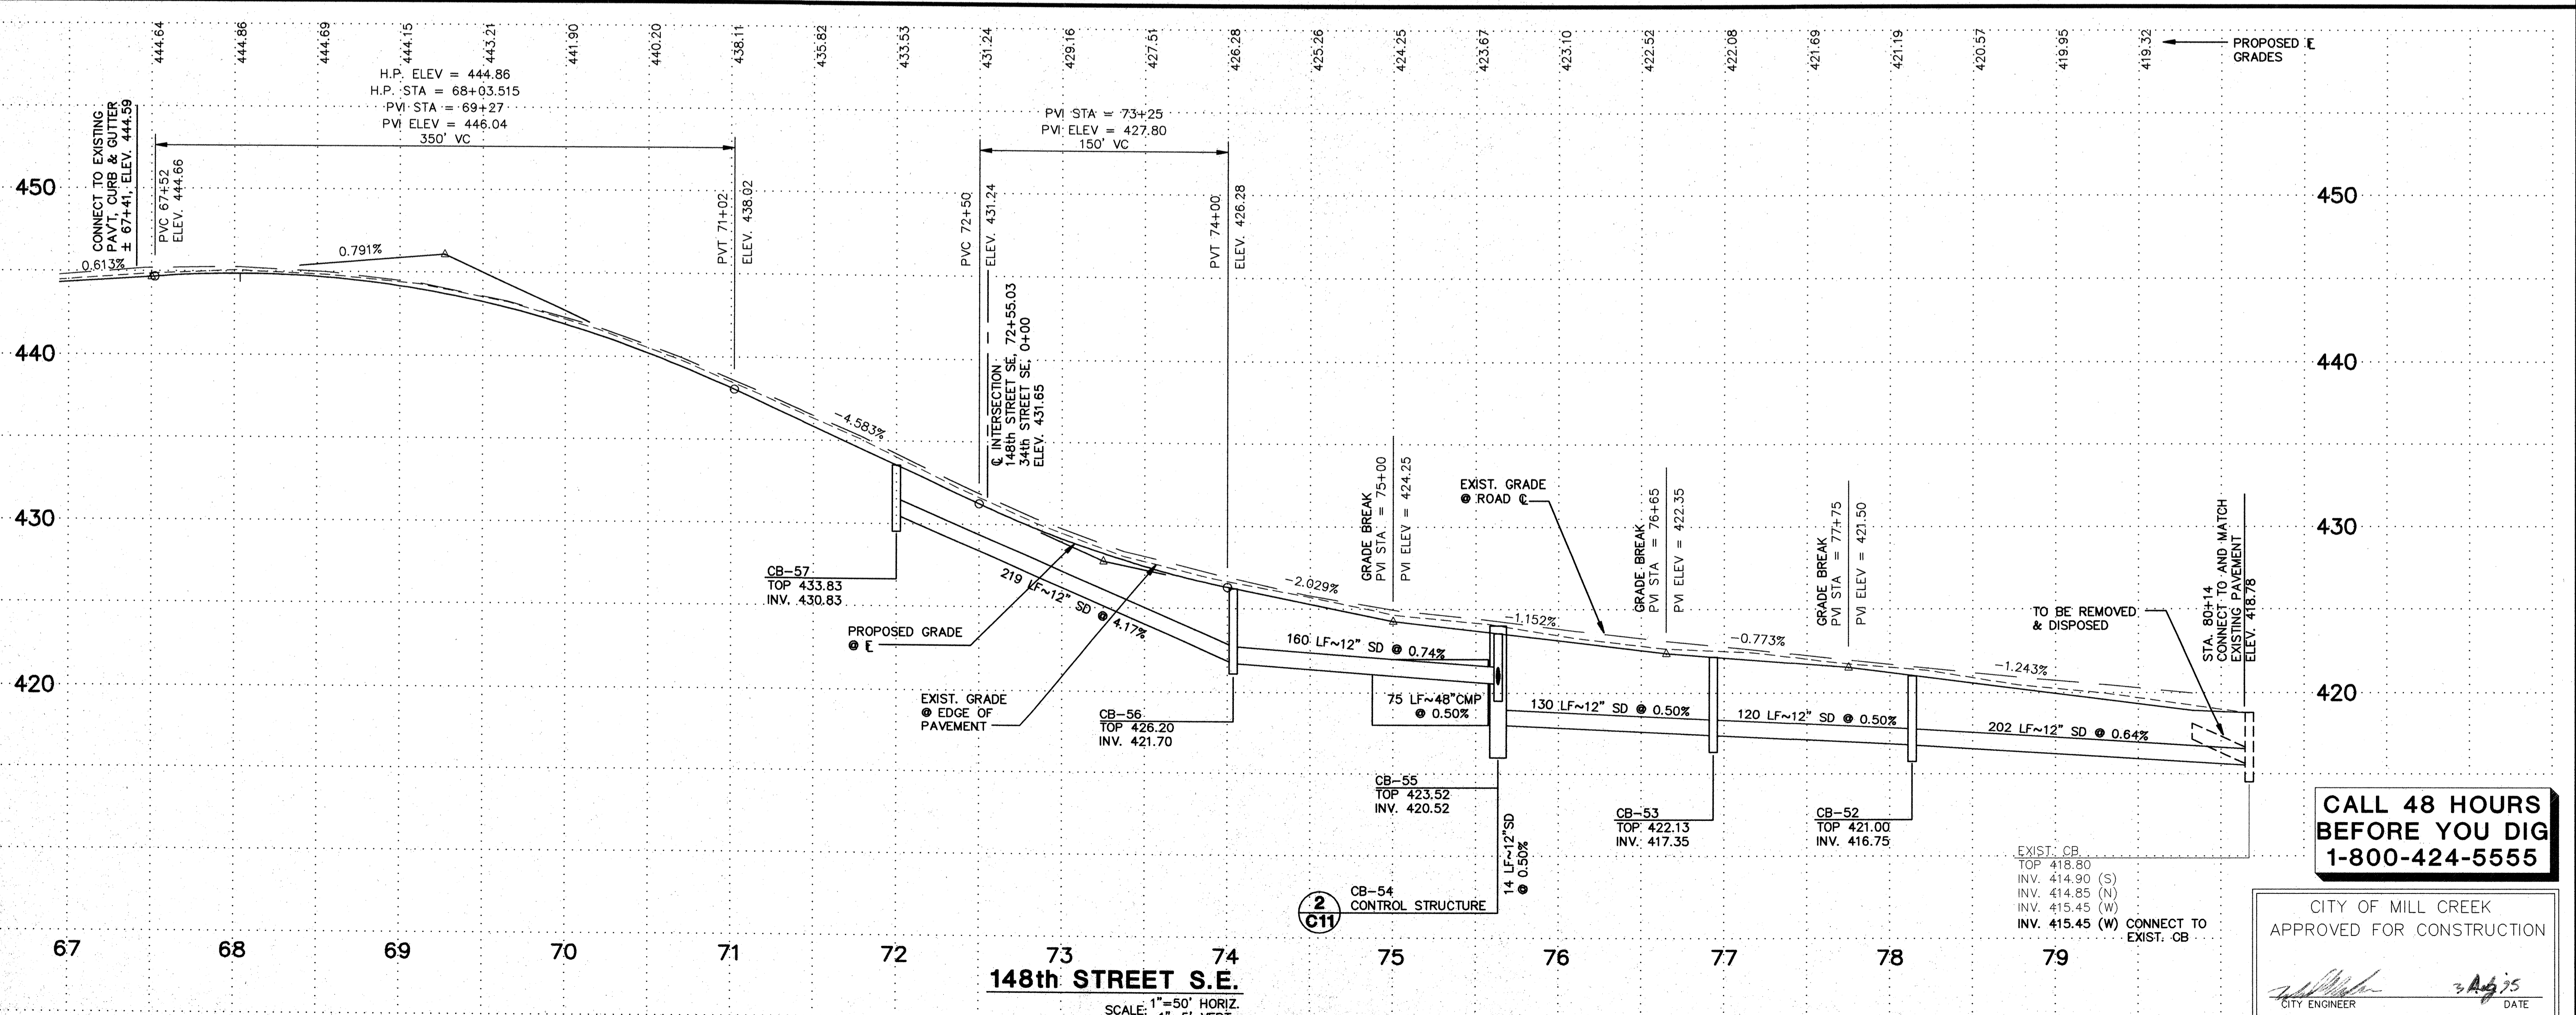 444.64
444.86
444.69
444.15
443.21
441.90
440.20
438.11
435.82
433.53
431.24
429.16
427.51
426.28
425.26
424.25
423.67
423.10
422.52
422.08
421.69
421.19
420.57
419.95
419.32
PROPOSED ℄
GRADES
H.P. ELEV = 444.86
H.P. STA = 68+03.515
PVI STA = 69+27
PVI ELEV = 446.04
350' VC
PVI STA = 73+25
PVI ELEV = 427.80
150' VC
CONNECT TO EXISTING
PAV'T, CURB & GUTTER
± 67+41, ELEV. 444.59
PVC 67+52
ELEV. 444.66
PVT 71+02
ELEV. 438.02
PVC 72+50
ELEV. 431.24
PVT 74+00
ELEV. 426.28
450
450
0.613%
0.791%
℄ INTERSECTION
148th STREET SE, 72+55.03
34th STREET SE, 0+00
ELEV. 431.65
440
440
-4.583%
GRADE BREAK
PVI STA = 75+00
PVI ELEV = 424.25
EXIST. GRADE
@ ROAD ℄
GRADE BREAK
PVI STA = 76+65
PVI ELEV = 422.35
GRADE BREAK
PVI STA = 77+75
PVI ELEV = 421.50
STA. 80+14
CONNECT TO AND MATCH
EXISTING PAVEMENT
ELEV. 418.78
430
430
CB-57
TOP 433.83
INV. 430.83
219 LF~12" SD @ 4.17%
-2.029%
-1.152%
-0.773%
-1.243%
TO BE REMOVED
& DISPOSED
PROPOSED GRADE
@ ℄
160 LF~12" SD @ 0.74%
420
420
EXIST. GRADE
@ EDGE OF
PAVEMENT
75 LF~48"CMP
@ 0.50%
130 LF~12" SD @ 0.50%
120 LF~12" SD @ 0.50%
202 LF~12" SD @ 0.64%
CB-56
TOP 426.20
INV. 421.70
CB-55
TOP 423.52
INV. 420.52
14 LF~12"SD
@ 0.50%
CB-53
TOP 422.13
INV. 417.35
CB-52
TOP 421.00
INV. 416.75
EXIST. CB
TOP 418.80
INV. 414.90 (S)
INV. 414.85 (N)
INV. 415.45 (W)
INV. 415.45 (W) CONNECT TO
EXIST. CB
CALL 48 HOURS
BEFORE YOU DIG
1-800-424-5555
2
C11
CB-54
CONTROL STRUCTURE
CITY OF MILL CREEK
APPROVED FOR CONSTRUCTION
3 Aug 95
CITY ENGINEER
DATE
67
68
69
70
71
72
73
74
75
76
77
78
79
148th STREET S.E.
SCALE: 1"=50' HORIZ.
1"=5' VERT.